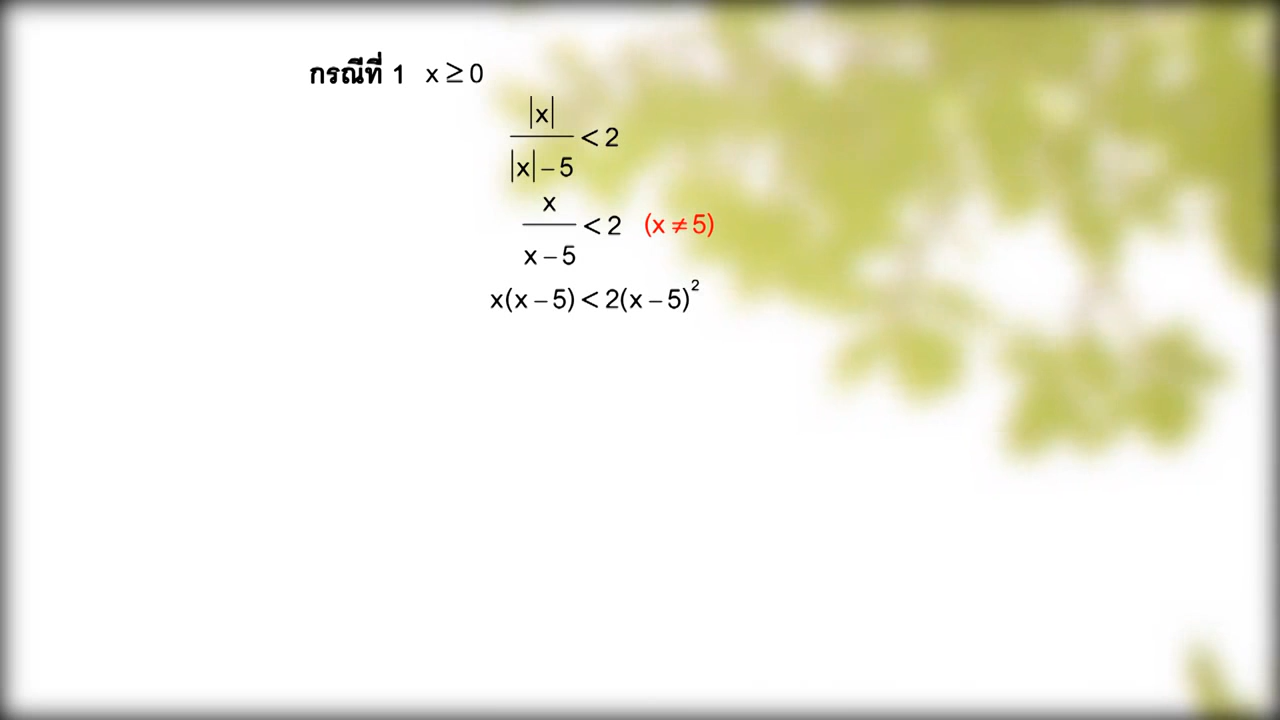 กรณีที่ 1 x ≥ 0
|x| / (|x| – 5) < 2
x / (x – 5) < 2 (x ≠ 5)
x(x – 5) < 2(x – 5)²